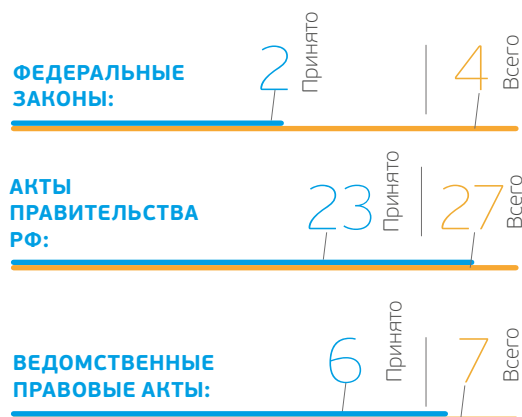 ФЕДЕРАЛЬНЫЕ
ЗАКОНЫ:
2 Принято
4 Всего
АКТЫ
ПРАВИТЕЛЬСТВА
РФ:
23 Принято
27 Всего
ВЕДОМСТВЕННЫЕ
ПРАВОВЫЕ АКТЫ:
6 Принято
7 Всего